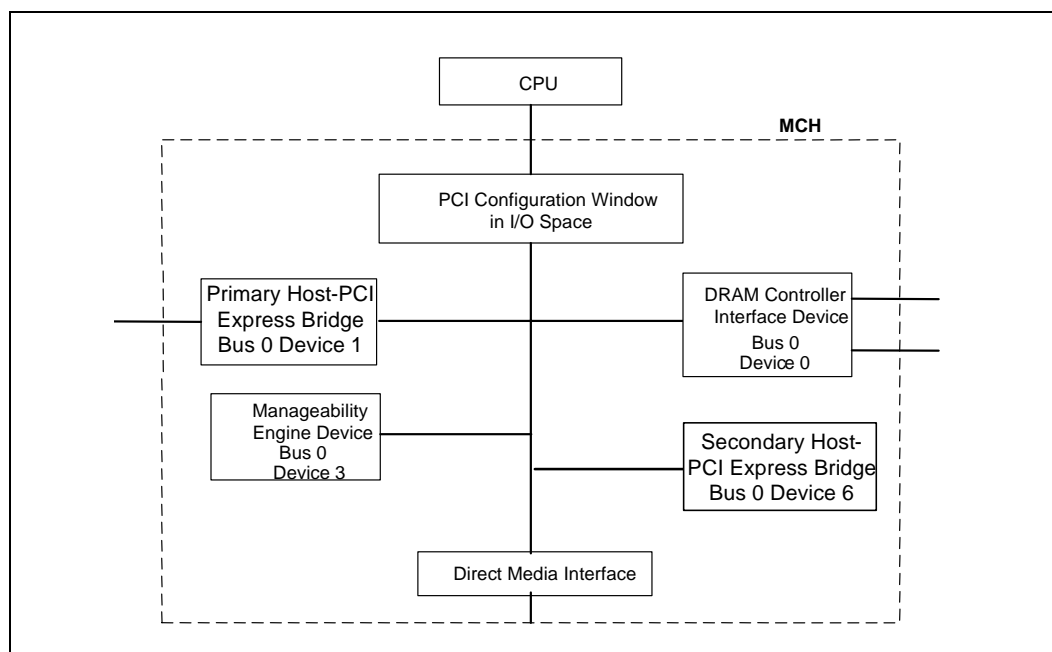 CPU
MCH
PCI Configuration Window
in I/O Space
Primary Host-PCI
Express Bridge
Bus 0 Device 1
DRAM Controller
Interface Device
Bus 0
Device 0
Manageability
Engine Device
Bus 0
Device 3
Secondary Host-
PCI Express Bridge
Bus 0 Device 6
Direct Media Interface